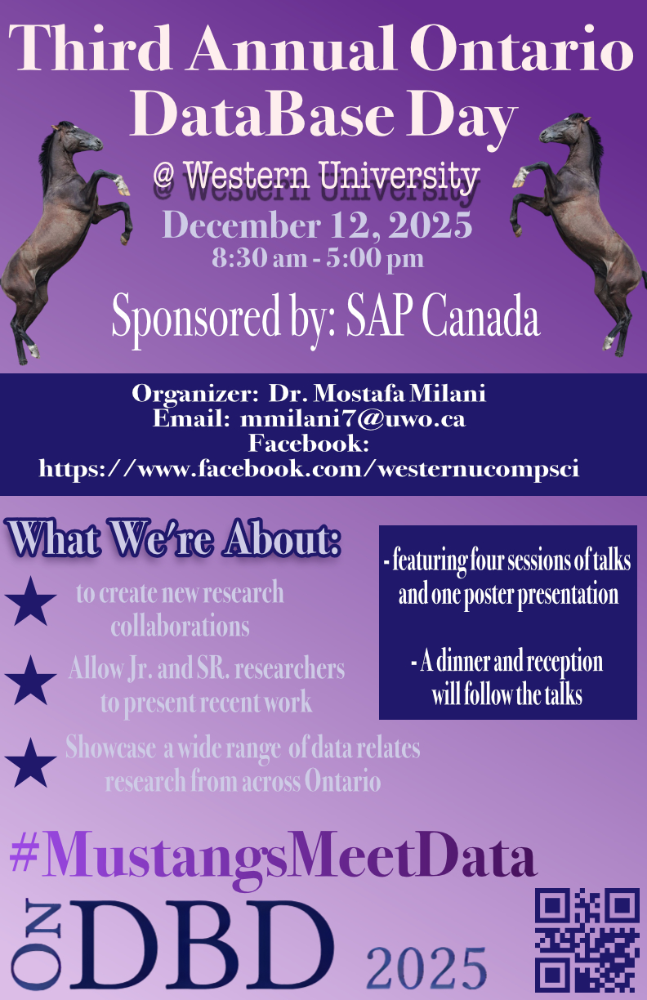 Third Annual Ontario
DataBase Day
@ Western University
December 12, 2025
8:30 am - 5:00 pm
Sponsored by: SAP Canada
Organizer: Dr. Mostafa Milani
Email: mmilani7@uwo.ca
Facebook:
https://www.facebook.com/westernucompsci
What We're About:
to create new research
collaborations
Allow Jr. and SR. researchers
to present recent work
Showcase a wide range of data relates
research from across Ontario
- featuring four sessions of talks
and one poster presentation
- A dinner and reception
will follow the talks
#MustangsMeetData
ON DBD 2025